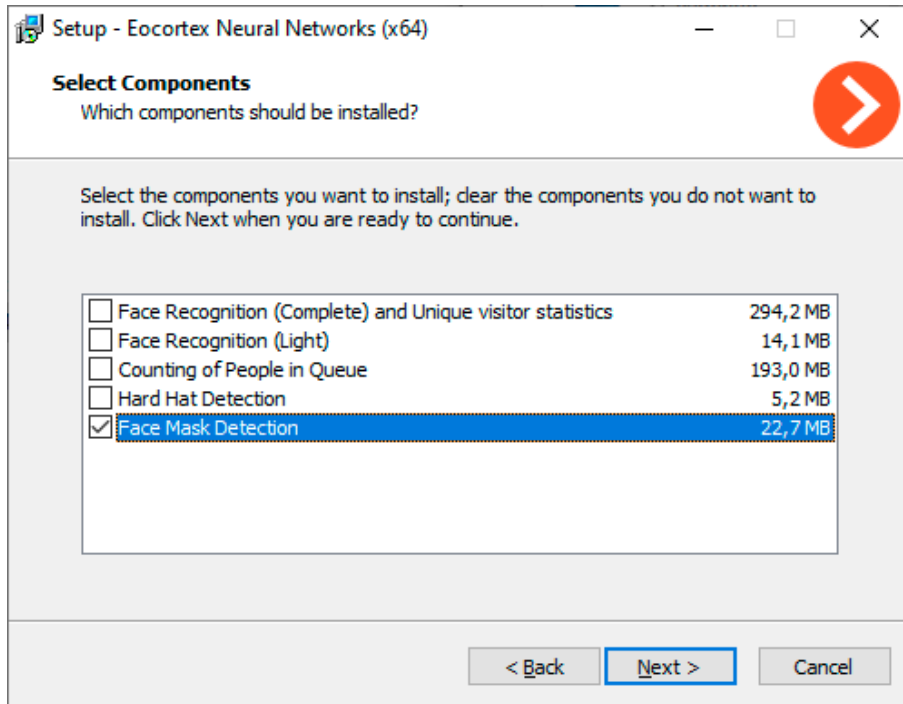 Setup - Eocortex Neural Networks (x64)
Select Components
Which components should be installed?
Select the components you want to install; clear the components you do not want to
install. Click Next when you are ready to continue.
Face Recognition (Complete) and Unique visitor statistics 294,2 MB
Face Recognition (Light) 14,1 MB
Counting of People in Queue 193,0 MB
Hard Hat Detection 5,2 MB
Face Mask Detection 22,7 MB
< Back Next > Cancel